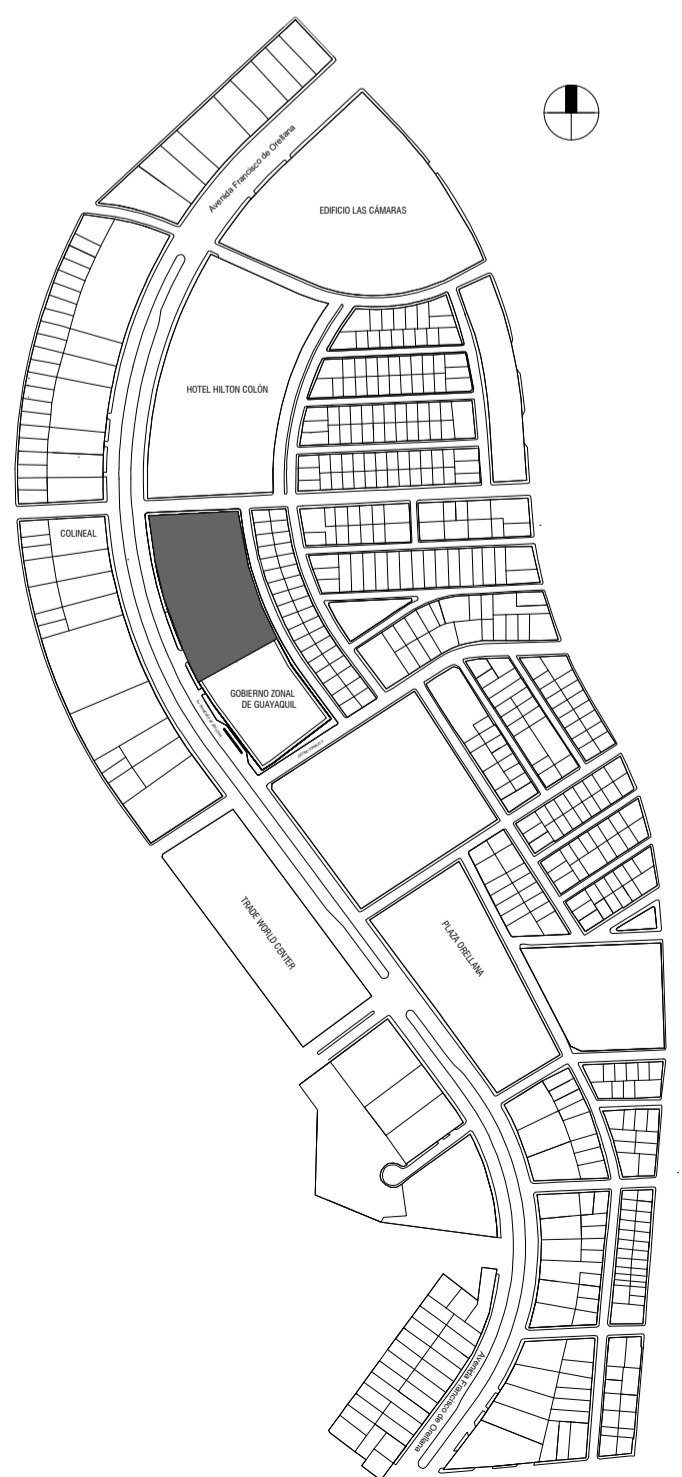 Avenida Francisco de Orellana
EDIFICIO LAS CÁMARAS
HOTEL HILTON COLÓN
COLINEAL
GOBIERNO ZONAL
DE GUAYAQUIL
TRADE WORLD CENTER
PLAZA ORELLANA
Avenida Francisco de Orellana